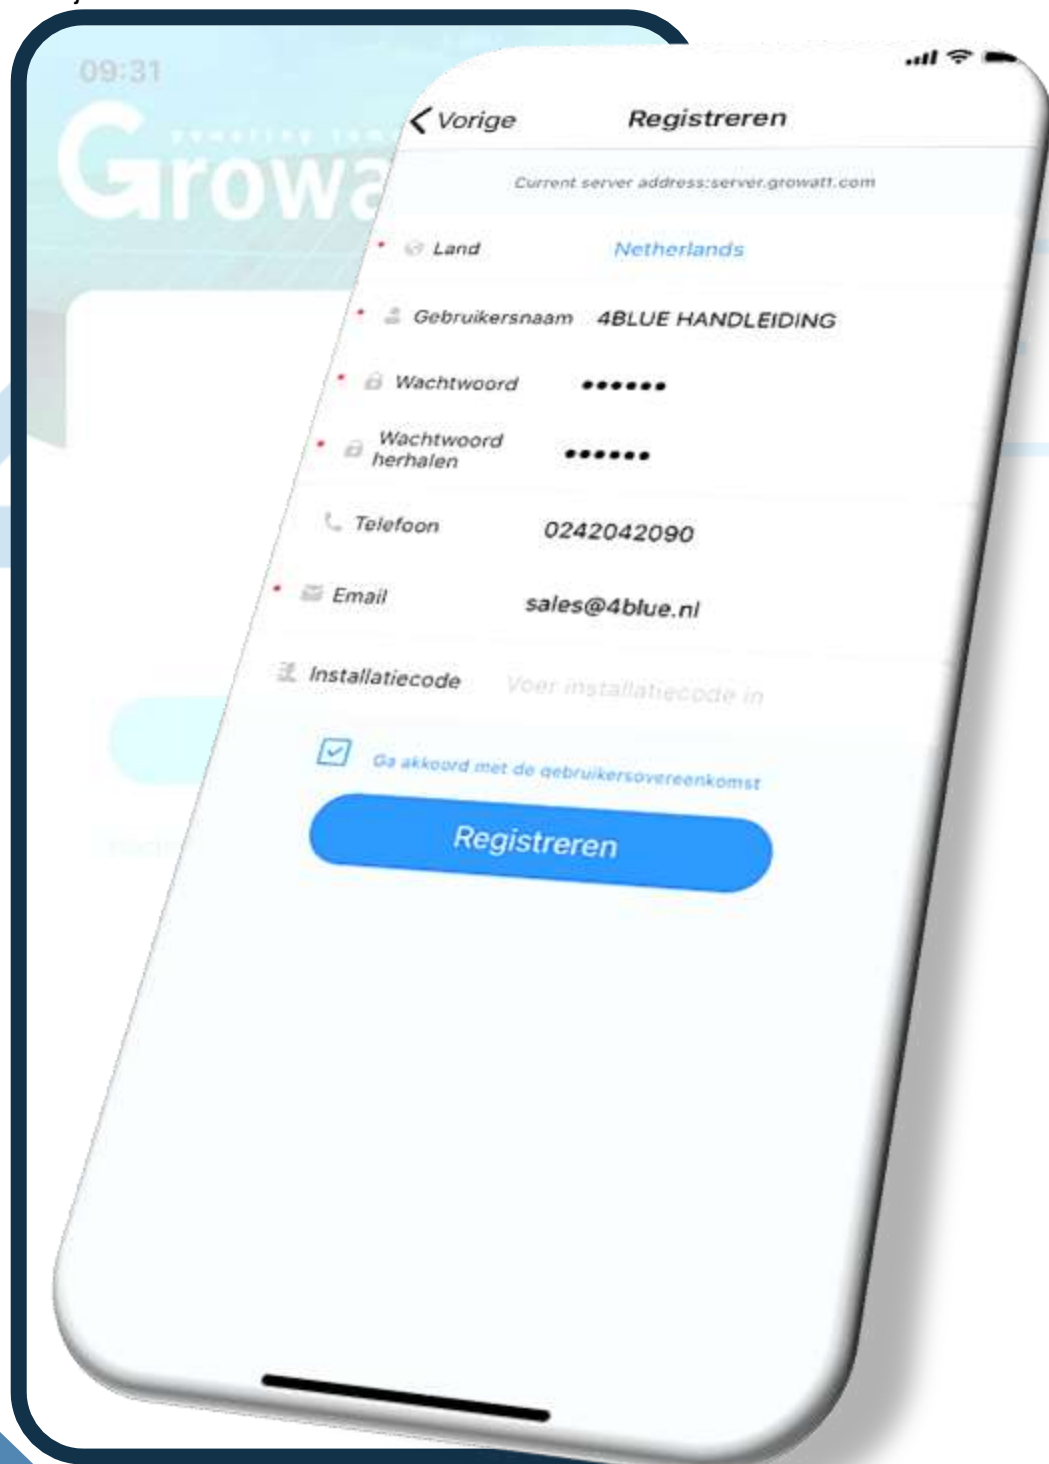 09:31
Growa
Vorige
Registreren
Current server address:server.growatt.com
* Land Netherlands
* Gebruikersnaam 4BLUE HANDLEIDING
* Wachtwoord ••••••
* Wachtwoord
herhalen ••••••
Telefoon 0242042090
* Email sales@4blue.nl
Installatiecode Voer installatiecode in
Ga akkoord met de gebruikersovereenkomst
Registreren